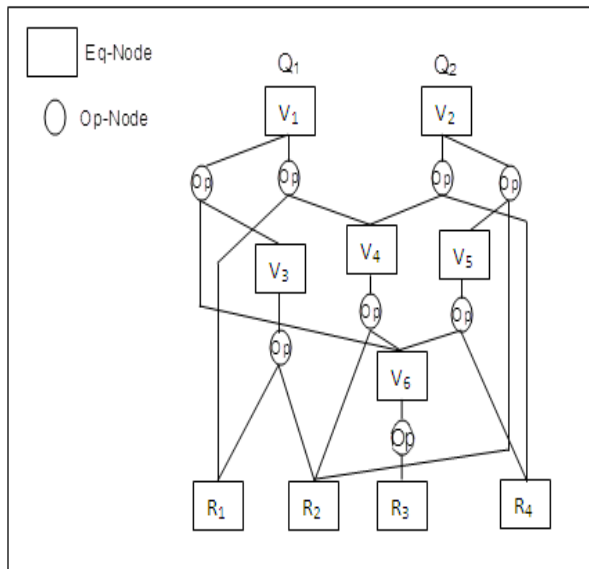 Eq-Node
Op-Node
Q₁ Q₂
V₁ V₂
Op Op Op Op
V₃ V₄ V₅
Op Op Op
V₆
Op
R₁ R₂ R₃ R₄